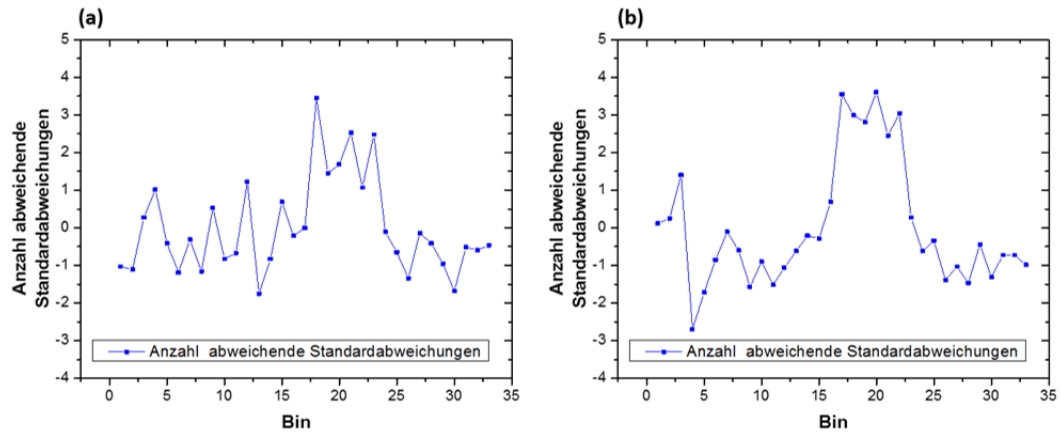 (a)
5
4
3
2
1
0
-1
-2
-3
-4
Anzahl abweichende
Standardabweichungen
Anzahl abweichende Standardabweichungen
0 5 10 15 20 25 30 35
Bin
(b)
5
4
3
2
1
0
-1
-2
-3
-4
Anzahl abweichende
Standardabweichungen
Anzahl abweichende Standardabweichungen
0 5 10 15 20 25 30 35
Bin